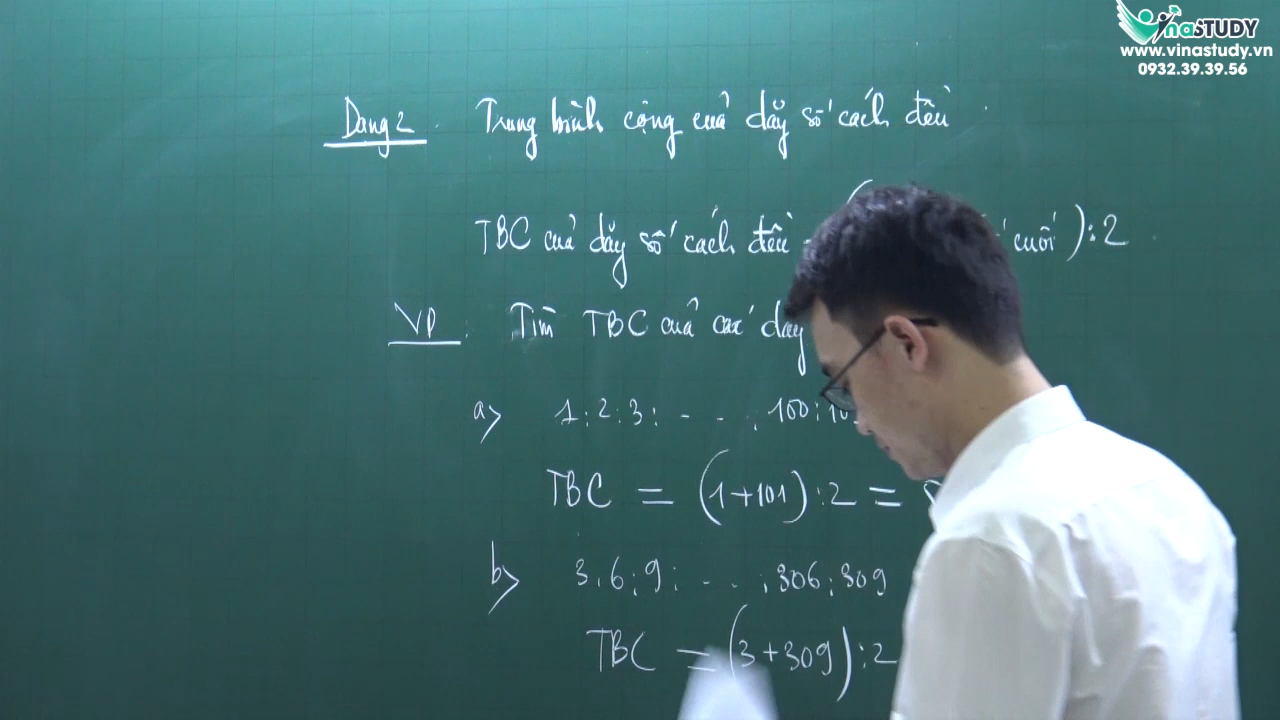 VinaSTUDY
www.vinastudy.vn
0932.39.39.56
Dạng 2. Trung bình cộng của dãy số cách đều.
TBC của dãy số cách đều = ( cuối ) : 2
VD: Tìm TBC của các dãy
a> 1; 2; 3; . . . ; 100;
TBC = (1+101) : 2 =
b> 3; 6; 9; . . . ; 306; 309
TBC = (3+309) : 2